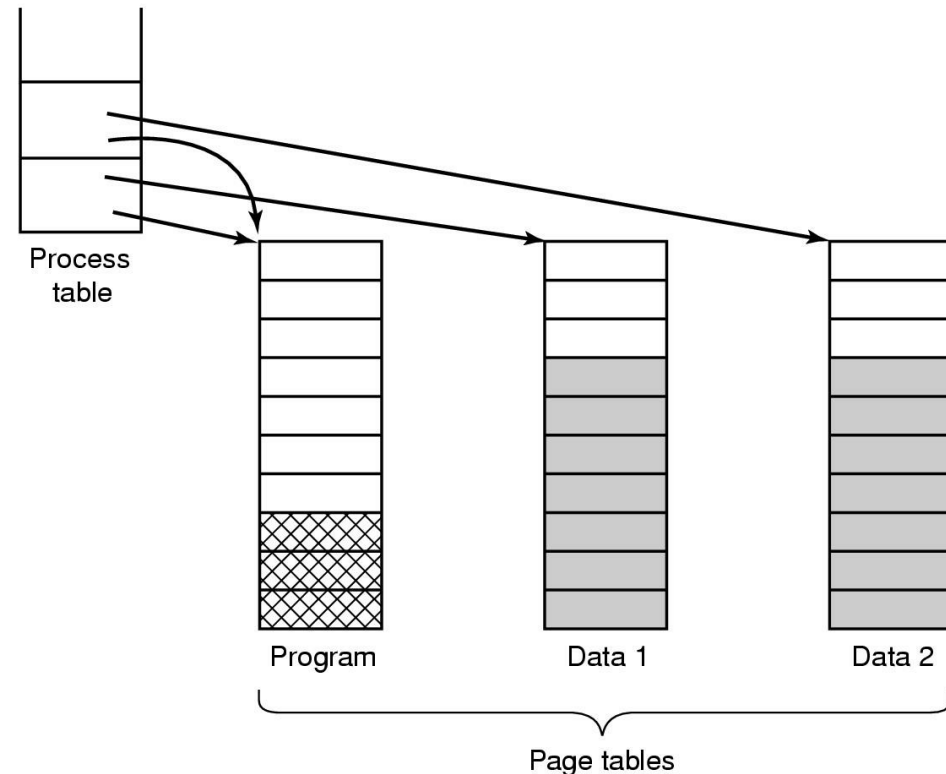 Process
table
Program
Data 1
Data 2
Page tables